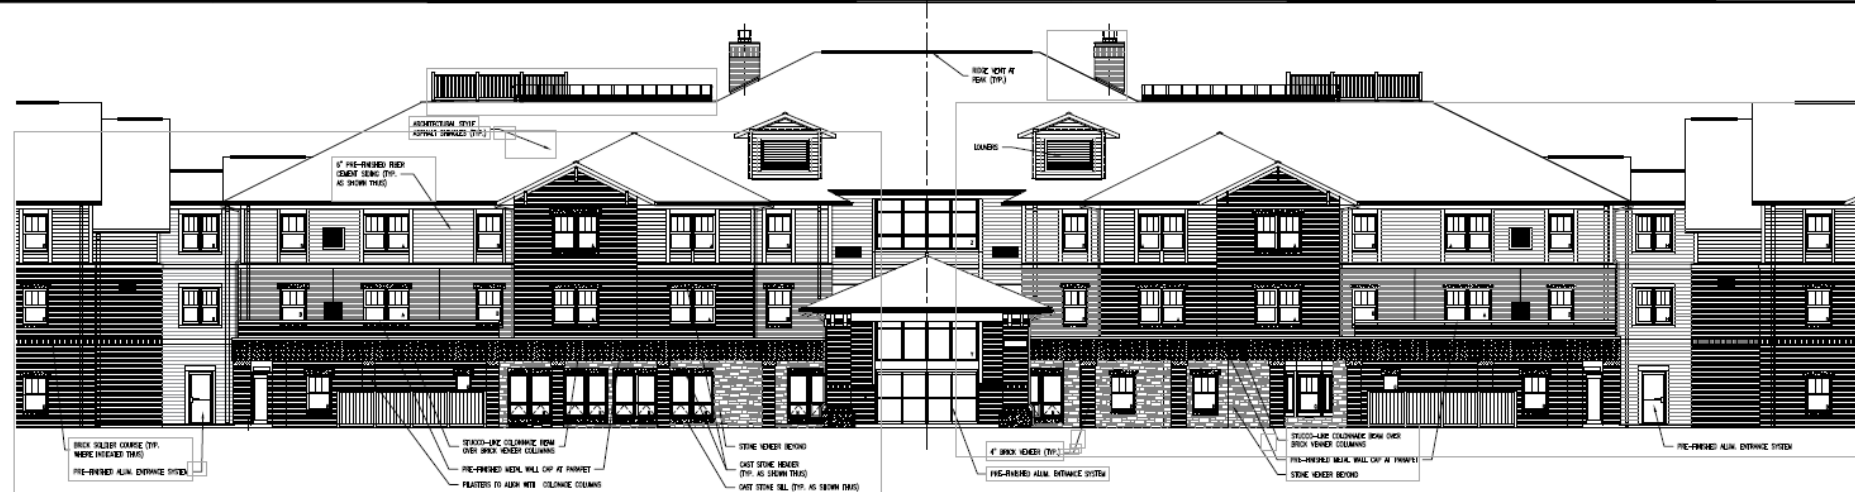 RIDGE VENT AT
PEAK (TYP.)
ARCHITECTURAL STYLE
ASPHALT SHINGLES (TYP.)
LOUVERS
6" PRE-FINISHED FIBER
CEMENT SIDING (TYP.
AS SHOWN THUS)
BRICK SOLDIER COURSE (TYP.
WHERE INDICATED THUS)
PRE-FINISHED ALUM. ENTRANCE SYSTEM
STUCCO-LIKE COLONNADE BEAM
OVER BRICK VENEER COLUMNS
PRE-FINISHED METAL WALL CAP AT PARAPET
PILASTERS TO ALIGN WITH COLONADE COLUMNS
STONE VENEER BEYOND
CAST STONE HEADER
(TYP. AS SHOWN THUS)
CAST STONE SILL (TYP. AS SHOWN THUS)
4" BRICK VENEER (TYP.)
PRE-FINISHED ALUM. ENTRANCE SYSTEM
STUCCO-LIKE COLONNADE BEAM OVER
BRICK VENNER COLUMNS
PRE-FINISHED METAL WALL CAP AT PARAPET
STONE VENEER BEYOND
PRE-FINISHED ALUM. ENTRANCE SYSTEM